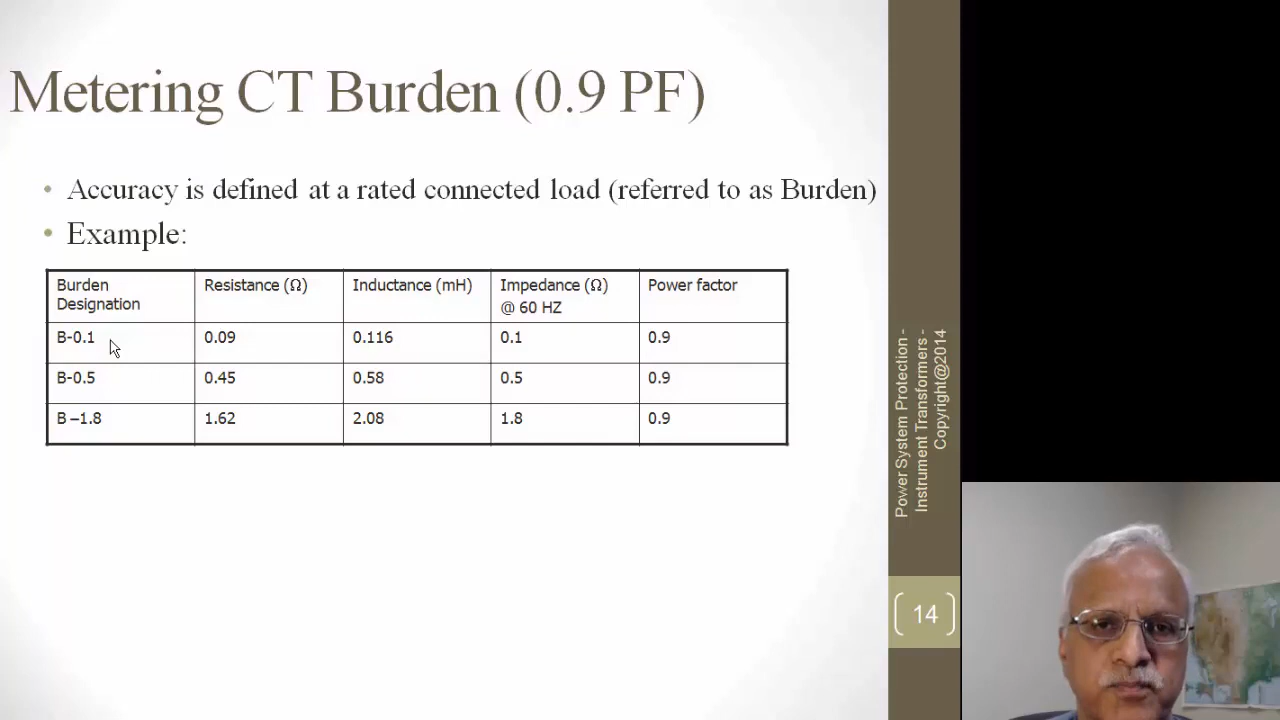 Metering CT Burden (0.9 PF)
• Accuracy is defined at a rated connected load (referred to as Burden)
• Example:
Burden Designation Resistance (Ω) Inductance (mH) Impedance (Ω) @ 60 HZ Power factor
B-0.1 0.09 0.116 0.1 0.9
B-0.5 0.45 0.58 0.5 0.9
B –1.8 1.62 2.08 1.8 0.9
Power System Protection -
Instrument Transformers -
Copyright@2014
14